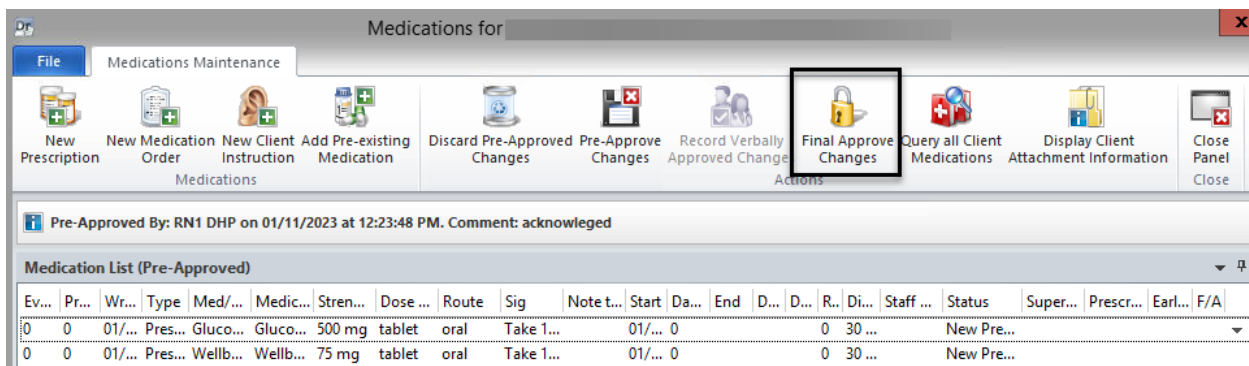 Medications for
File Medications Maintenance
New Prescription New Medication Order New Client Instruction Add Pre-existing Medication Discard Pre-Approved Changes Pre-Approve Changes Record Verbally Approved Change Final Approve Changes Query all Client Medications Display Client Attachment Information Close Panel
Medications Actions Close
Pre-Approved By: RN1 DHP on 01/11/2023 at 12:23:48 PM. Comment: acknowleged
Medication List (Pre-Approved)
Ev... Pr... Wr... Type Med/... Medic... Stren... Dose ... Route Sig Note t... Start Da... End D... D... R.. Di... Staff ... Status Super... Prescr... Earl... F/A
0 0 01/... Pres... Gluco... Gluco... 500 mg tablet oral Take 1... 01/... 0 0 30 ... New Pre...
0 0 01/... Pres... Wellb... Wellb... 75 mg tablet oral Take 1... 01/... 0 0 30 ... New Pre...